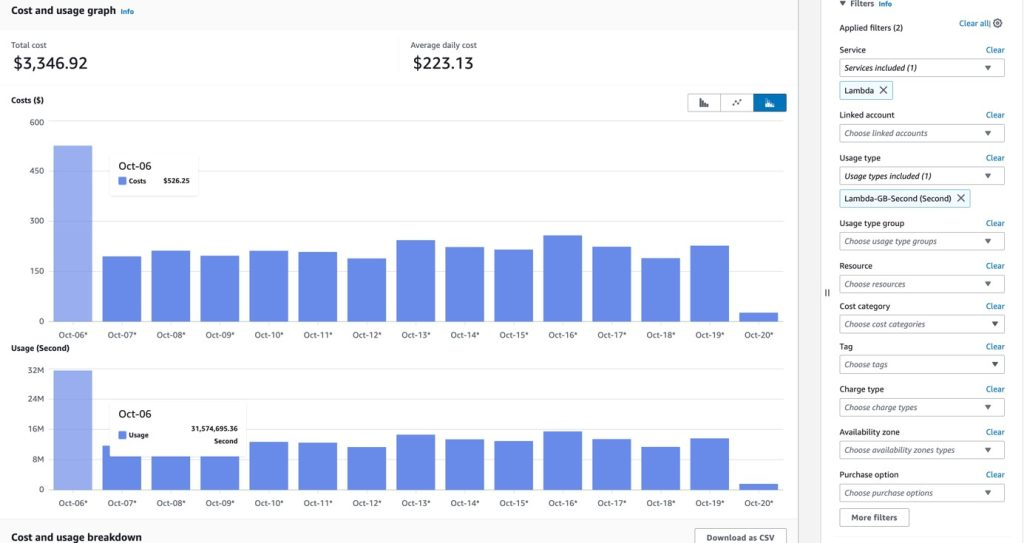 Cost and usage graph Info
Total cost
$3,346.92
Average daily cost
$223.13
Costs ($)
600
450
300
150
0
Oct-06
Costs $526.25
Oct-06* Oct-07* Oct-08* Oct-09* Oct-10* Oct-11* Oct-12* Oct-13* Oct-14* Oct-15* Oct-16* Oct-17* Oct-18* Oct-19* Oct-20*
Usage (Second)
32M
24M
16M
8M
0
Oct-06
Usage 31,574,695.36
Second
Oct-06* Oct-07* Oct-08* Oct-09* Oct-10* Oct-11* Oct-12* Oct-13* Oct-14* Oct-15* Oct-16* Oct-17* Oct-18* Oct-19* Oct-20*
Cost and usage breakdown
Download as CSV
Filters Info
Applied filters (2)
Clear all
Service Clear
Services included (1)
Lambda
Linked account Clear
Choose linked accounts
Usage type Clear
Usage types included (1)
Lambda-GB-Second (Second)
Usage type group Clear
Choose usage type groups
Resource Clear
Choose resources
Cost category Clear
Choose cost categories
Tag Clear
Choose tags
Charge type Clear
Choose charge types
Availability zone Clear
Choose availability zones types
Purchase option Clear
Choose purchase options
More filters